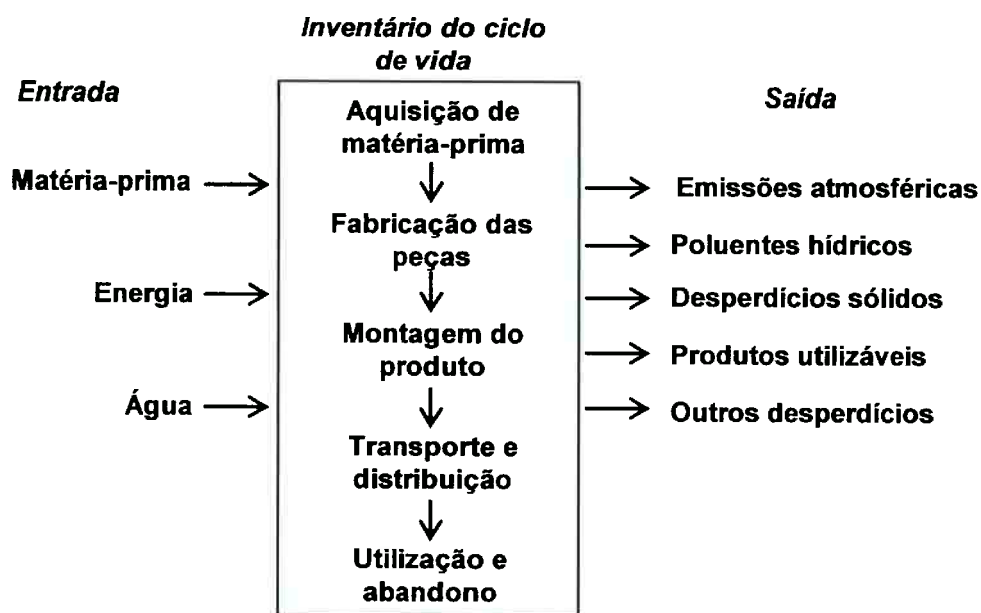 Inventário do ciclo
de vida
Entrada
Saída
Aquisição de
matéria-prima
Matéria-prima
Emissões atmosféricas
Fabricação das
peças
Poluentes hídricos
Energia
Desperdícios sólidos
Montagem do
produto
Produtos utilizáveis
Água
Outros desperdícios
Transporte e
distribuição
Utilização e
abandono